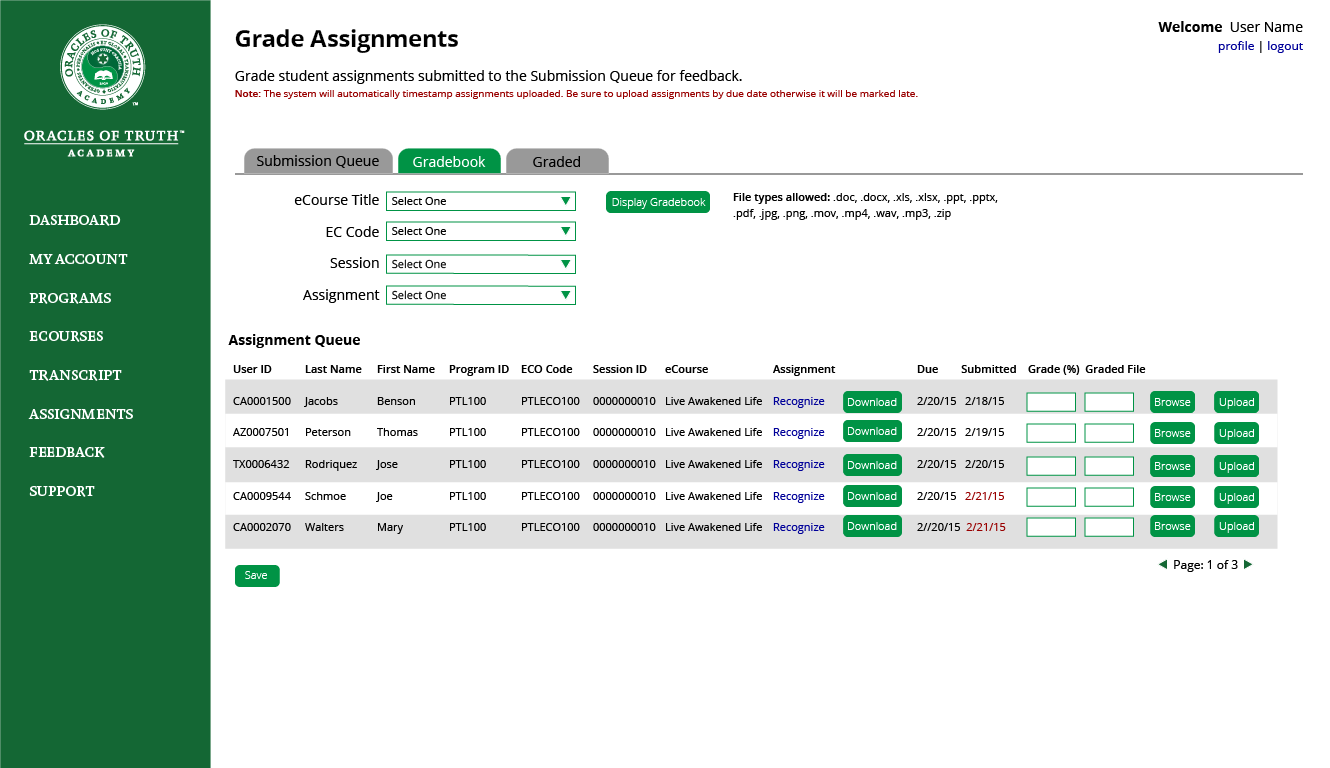 ORACLES OF TRUTH
ACADEMY
™
ORACLES OF TRUTH™
ACADEMY
DASHBOARD
MY ACCOUNT
PROGRAMS
ECOURSES
TRANSCRIPT
ASSIGNMENTS
FEEDBACK
SUPPORT
Grade Assignments
Welcome User Name
profile | logout
Grade student assignments submitted to the Submission Queue for feedback.
Note: The system will automatically timestamp assignments uploaded. Be sure to upload assignments by due date otherwise it will be marked late.
Submission Queue Gradebook Graded
eCourse Title Select One Display Gradebook
EC Code Select One
Session Select One
Assignment Select One
File types allowed: .doc, .docx, .xls, .xlsx, .ppt, .pptx,
.pdf, .jpg, .png, .mov, .mp4, .wav, .mp3, .zip
Assignment Queue
User ID Last Name First Name Program ID ECO Code Session ID eCourse Assignment Due Submitted Grade (%) Graded File
CA0001500 Jacobs Benson PTL100 PTLECO100 0000000010 Live Awakened Life Recognize Download 2/20/15 2/18/15 Browse Upload
AZ0007501 Peterson Thomas PTL100 PTLECO100 0000000010 Live Awakened Life Recognize Download 2/20/15 2/19/15 Browse Upload
TX0006432 Rodriquez Jose PTL100 PTLECO100 0000000010 Live Awakened Life Recognize Download 2/20/15 2/20/15 Browse Upload
CA0009544 Schmoe Joe PTL100 PTLECO100 0000000010 Live Awakened Life Recognize Download 2/20/15 2/21/15 Browse Upload
CA0002070 Walters Mary PTL100 PTLECO100 0000000010 Live Awakened Life Recognize Download 2//20/15 2/21/15 Browse Upload
Save
Page: 1 of 3